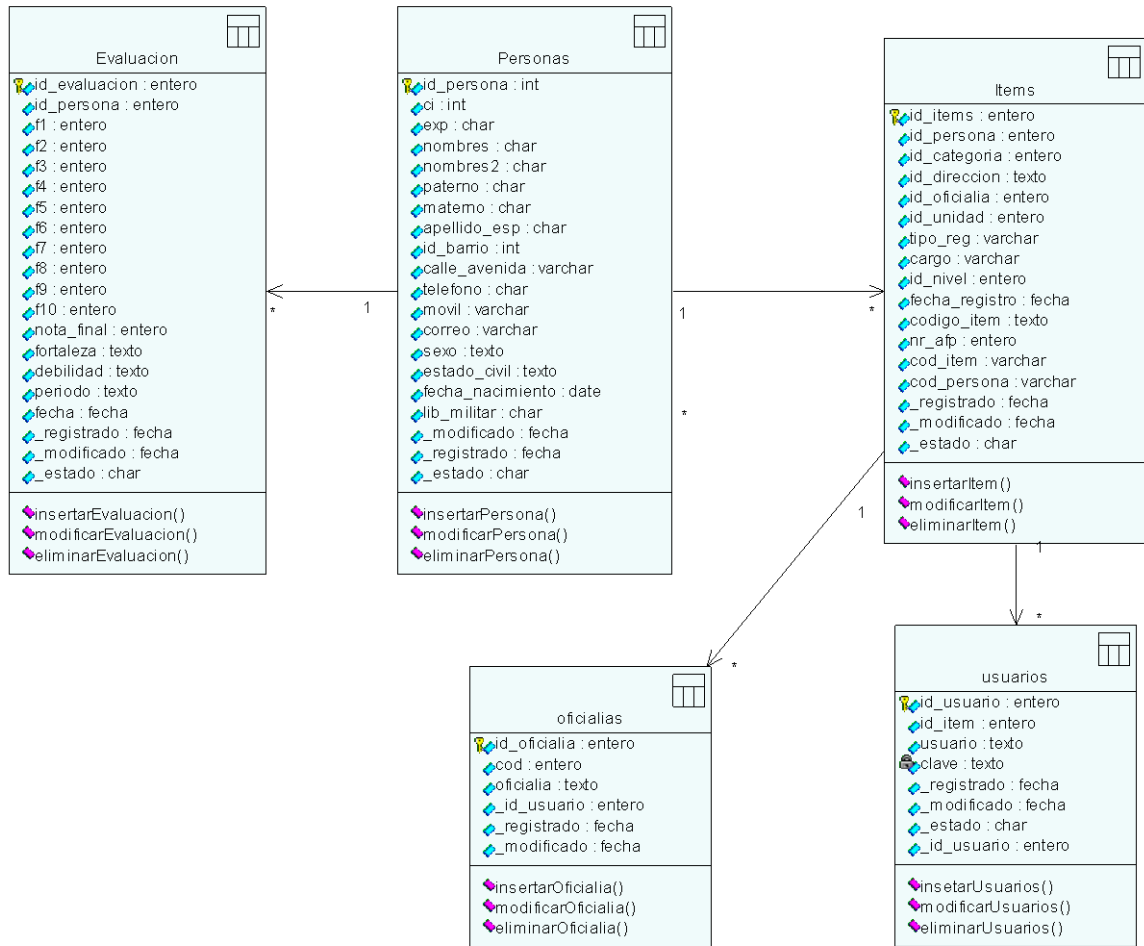 Evaluacion
id_evaluacion : entero
id_persona : entero
f1 : entero
f2 : entero
f3 : entero
f4 : entero
f5 : entero
f6 : entero
f7 : entero
f8 : entero
f9 : entero
f10 : entero
nota_final : entero
fortaleza : texto
debilidad : texto
periodo : texto
fecha : fecha
_registrado : fecha
_modificado : fecha
_estado : char
insertarEvaluacion()
modificarEvaluacion()
eliminarEvaluacion()
*
1
Personas
id_persona : int
ci : int
exp : char
nombres : char
nombres2 : char
paterno : char
materno : char
apellido_esp : char
id_barrio : int
calle_avenida : varchar
telefono : char
movil : varchar
correo : varchar
sexo : texto
estado_civil : texto
fecha_nacimiento : date
lib_militar : char
_modificado : fecha
_registrado : fecha
_estado : char
insertarPersona()
modificarPersona()
eliminarPersona()
1
*
*
Items
id_items : entero
id_persona : entero
id_categoria : entero
id_direccion : texto
id_oficialia : entero
id_unidad : entero
tipo_reg : varchar
cargo : varchar
id_nivel : entero
fecha_registro : fecha
codigo_item : texto
nr_afp : entero
cod_item : varchar
cod_persona : varchar
_registrado : fecha
_modificado : fecha
_estado : char
insertarItem()
modificarItem()
eliminarItem()
1
*
1
*
oficialias
id_oficialia : entero
cod : entero
oficialia : texto
_id_usuario : entero
_registrado : fecha
_modificado : fecha
insertarOficialia()
modificarOficialia()
eliminarOficialia()
usuarios
id_usuario : entero
id_item : entero
usuario : texto
clave : texto
_registrado : fecha
_modificado : fecha
_estado : char
_id_usuario : entero
insetarUsuarios()
modificarUsuarios()
eliminarUsuarios()